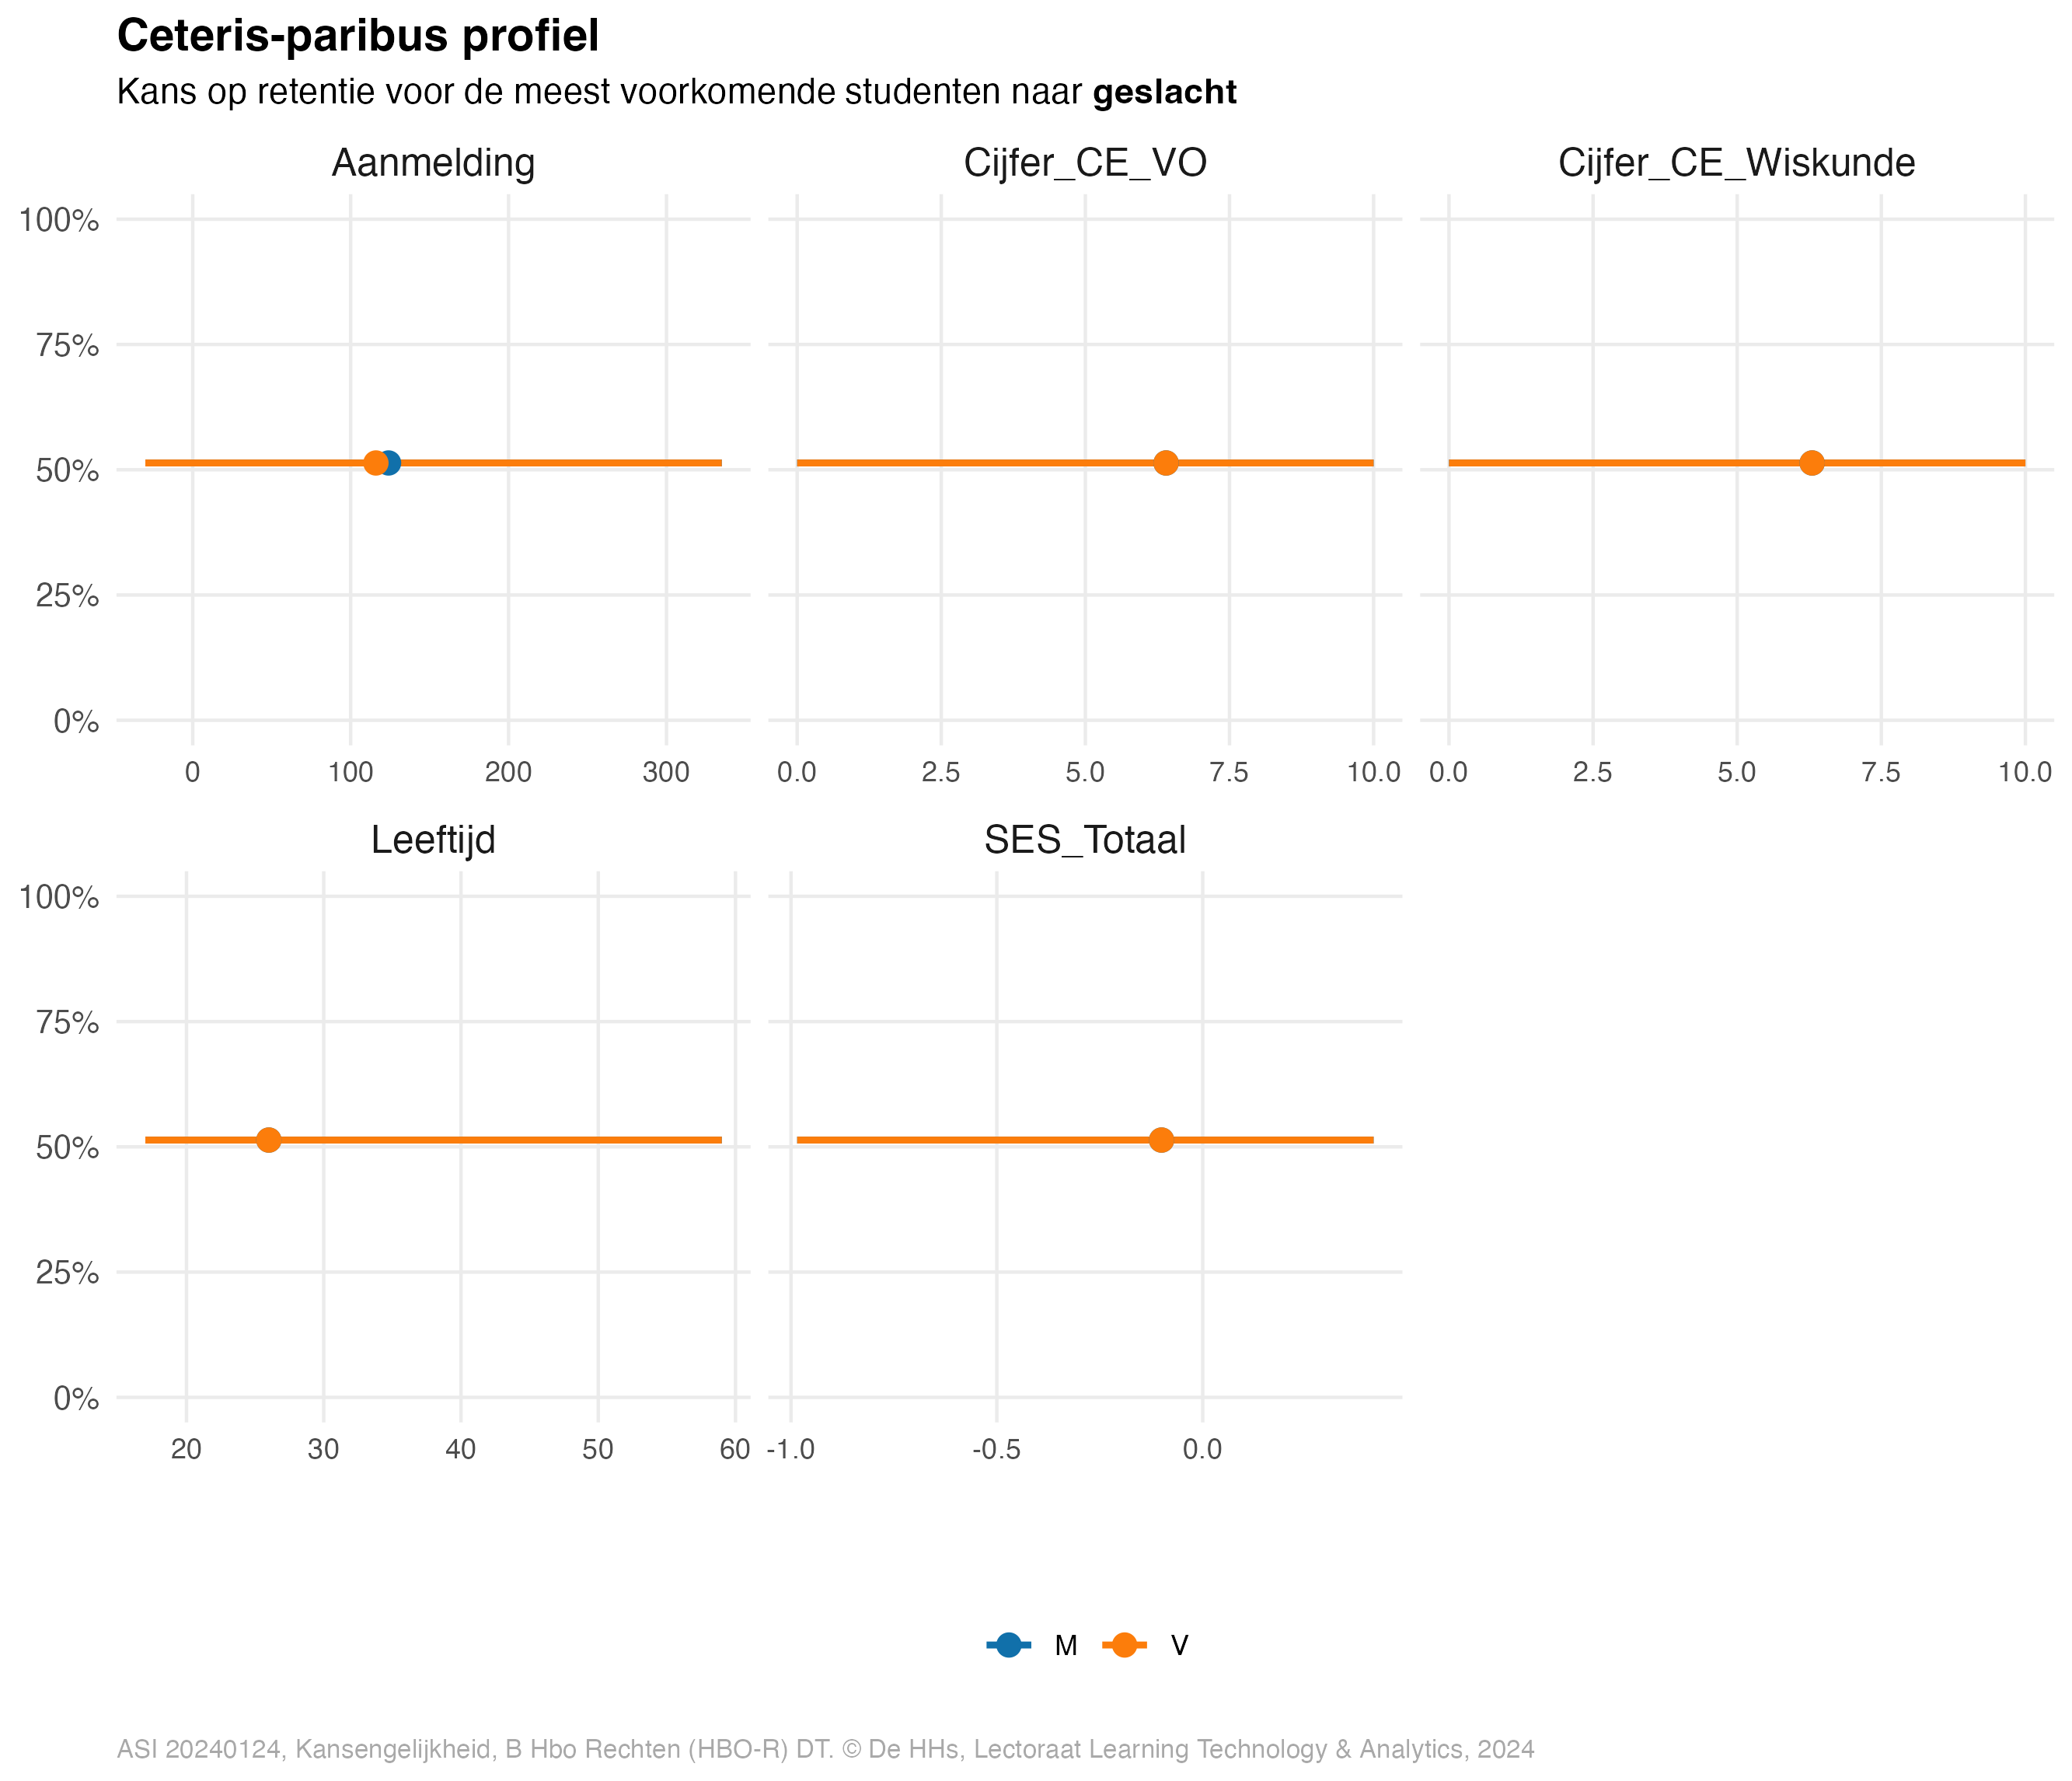 Ceteris-paribus profiel
Kans op retentie voor de meest voorkomende studenten naar geslacht
Aanmelding Cijfer_CE_VO Cijfer_CE_Wiskunde
100%
75%
50%
25%
0%
0 100 200 300 0.0 2.5 5.0 7.5 10.0 0.0 2.5 5.0 7.5 10.0
Leeftijd SES_Totaal
100%
75%
50%
25%
0%
20 30 40 50 60 -1.0 -0.5 0.0
M V
ASI 20240124, Kansengelijkheid, B Hbo Rechten (HBO-R) DT. © De HHs, Lectoraat Learning Technology & Analytics, 2024